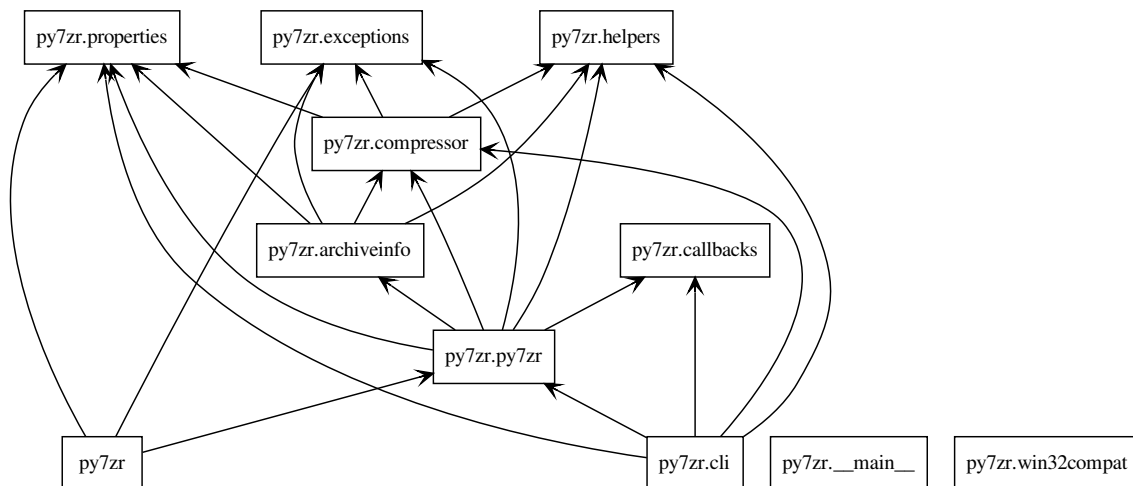 py7zr.properties
py7zr.exceptions
py7zr.helpers
py7zr.compressor
py7zr.archiveinfo
py7zr.callbacks
py7zr.py7zr
py7zr
py7zr.cli
py7zr.__main__
py7zr.win32compat